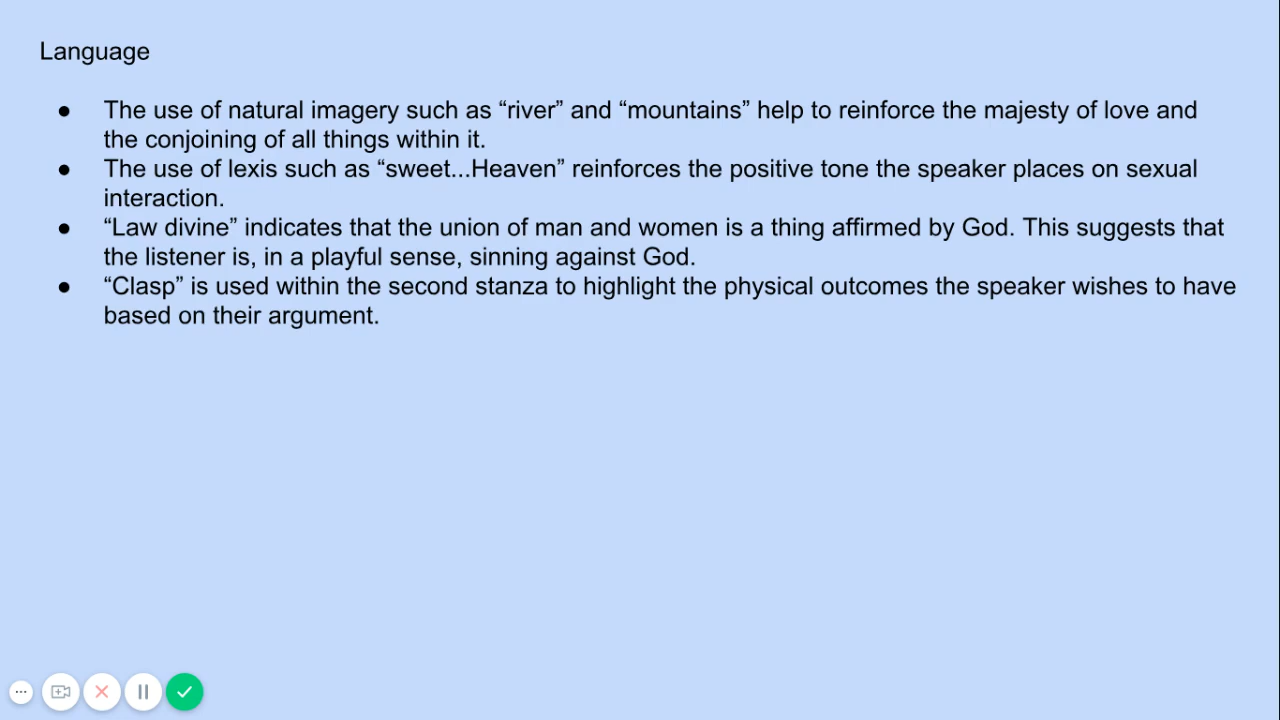 Language
● The use of natural imagery such as “river” and “mountains” help to reinforce the majesty of love and
the conjoining of all things within it.
● The use of lexis such as “sweet...Heaven” reinforces the positive tone the speaker places on sexual
interaction.
● “Law divine” indicates that the union of man and women is a thing affirmed by God. This suggests that
the listener is, in a playful sense, sinning against God.
● “Clasp” is used within the second stanza to highlight the physical outcomes the speaker wishes to have
based on their argument.